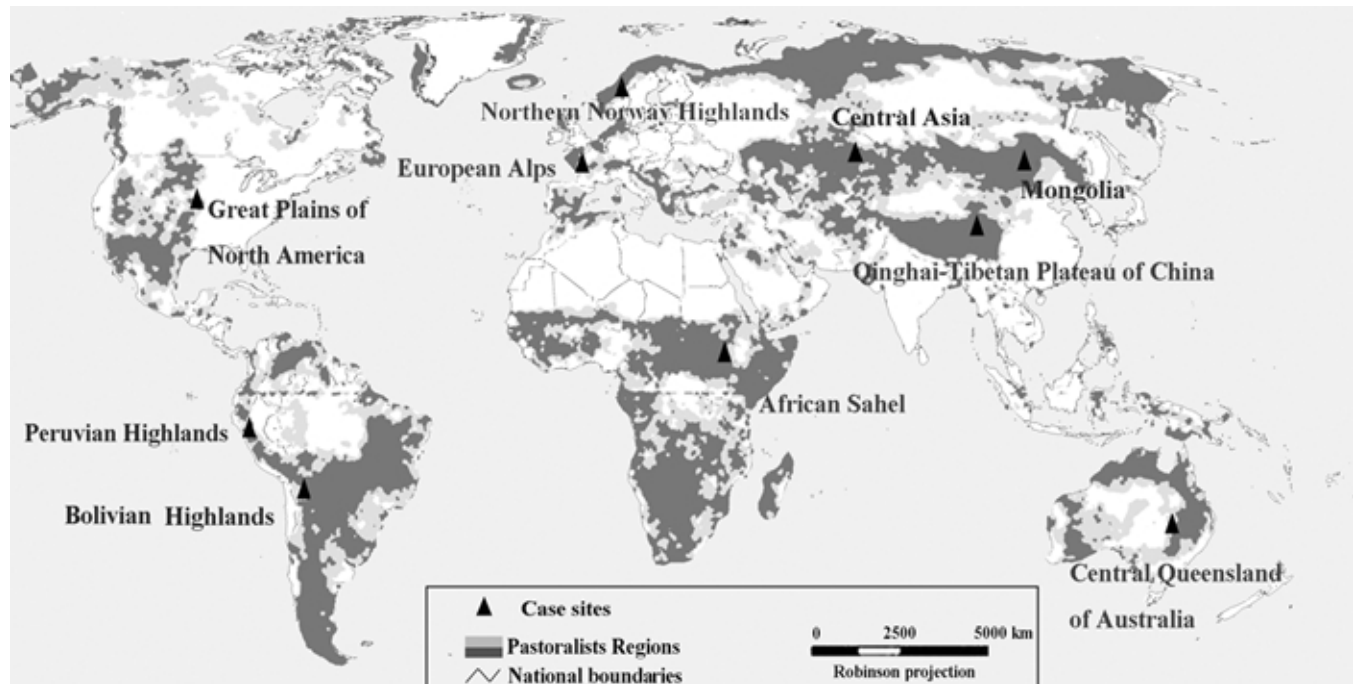 Northern Norway Highlands
Central Asia
European Alps
Mongolia
Great Plains of
North America
Qinghai-Tibetan Plateau of China
African Sahel
Peruvian Highlands
Bolivian Highlands
Central Queensland
of Australia
Case sites
Pastoralists Regions
National boundaries
0 2500 5000 km
Robinson projection